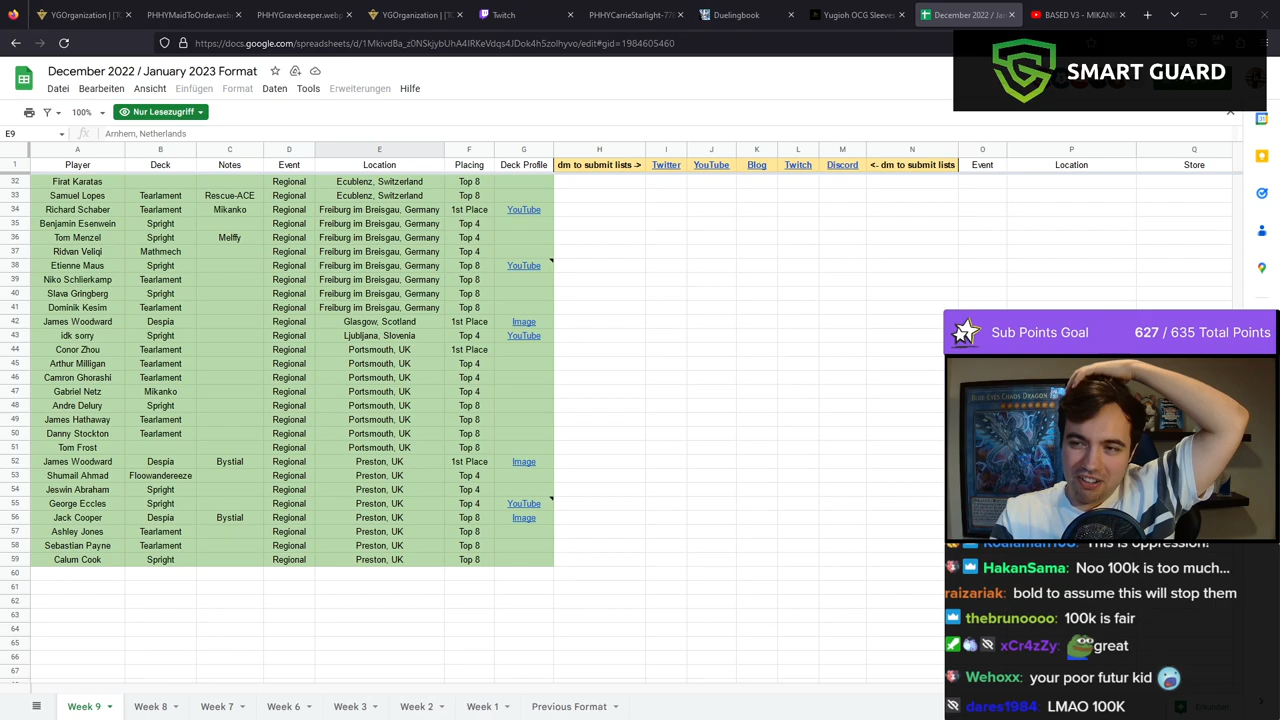 YGOrganization | [T
PHHYMaidToOrder.web
PHHYGravekeeper.webp
YGOrganization | [T
Twitch
PHHYCarrieStarlight-778
Duelingbook
Yugioh OCG Sleeves
December 2022 / Jan
BASED V3 - MIKANK
https://docs.google.com/spreadsheets/d/
/edit#gid=1984605460
SMART GUARD
December 2022 / January 2023 Format
Datei Bearbeiten Ansicht Einfügen Format Daten Tools Erweiterungen Hilfe
100% Nur Lesezugriff
E9 fx Arnhem, Netherlands
A B C D E F G H I J K L M N O P Q
1 Player Deck Notes Event Location Placing Deck Profile dm to submit lists -> Twitter YouTube Blog Twitch Discord <- dm to submit lists Event Location Store
32 Firat Karatas Regional Ecublenz, Switzerland Top 8
33 Samuel Lopes Tearlament Rescue-ACE Regional Ecublenz, Switzerland Top 8
34 Richard Schaber Tearlament Mikanko Regional Freiburg im Breisgau, Germany 1st Place YouTube
35 Benjamin Esenwein Spright Regional Freiburg im Breisgau, Germany Top 4
36 Tom Menzel Spright Melffy Regional Freiburg im Breisgau, Germany Top 4
37 Ridvan Veliqi Mathmech Regional Freiburg im Breisgau, Germany Top 4
38 Etienne Maus Spright Regional Freiburg im Breisgau, Germany Top 8 YouTube
39 Niko Schlierkamp Tearlament Regional Freiburg im Breisgau, Germany Top 8
40 Slava Gringberg Spright Regional Freiburg im Breisgau, Germany Top 8
41 Dominik Kesim Tearlament Regional Freiburg im Breisgau, Germany Top 8
42 James Woodward Despia Regional Glasgow, Scotland 1st Place Image
43 idk sorry Spright Regional Ljubljana, Slovenia Top 8 YouTube
44 Conor Zhou Tearlament Regional Portsmouth, UK 1st Place
45 Arthur Milligan Tearlament Regional Portsmouth, UK Top 4
46 Camron Ghorashi Tearlament Regional Portsmouth, UK Top 4
47 Gabriel Netz Mikanko Regional Portsmouth, UK Top 4
48 Andre Delury Spright Regional Portsmouth, UK Top 8
49 James Hathaway Tearlament Regional Portsmouth, UK Top 8
50 Danny Stockton Tearlament Regional Portsmouth, UK Top 8
51 Tom Frost Regional Portsmouth, UK Top 8
52 James Woodward Despia Bystial Regional Preston, UK 1st Place Image
53 Shumail Ahmad Floowandereeze Regional Preston, UK Top 4
54 Jeswin Abraham Spright Regional Preston, UK Top 4
55 George Eccles Spright Regional Preston, UK Top 4 YouTube
56 Jack Cooper Despia Bystial Regional Preston, UK Top 8 Image
57 Ashley Jones Tearlament Regional Preston, UK Top 8
58 Sebastian Payne Tearlament Regional Preston, UK Top 8
59 Calum Cook Spright Regional Preston, UK Top 8
60
61
62
63
64
65
66
67
Sub Points Goal 627 / 635 Total Points
BLUE-EYES CHAOS DRAGON
Koalaman100: This is oppression!
HakanSama: Noo 100k is too much...
raizariak: bold to assume this will stop them
thebrunoooo: 100k is fair
xCr4zZy: great
Wehoxx: your poor futur kid
dares1984: LMAO 100K
Week 9 Week 8 Week 7 Week 6 Week 3 Week 2 Week 1 Previous Format
Erkunden